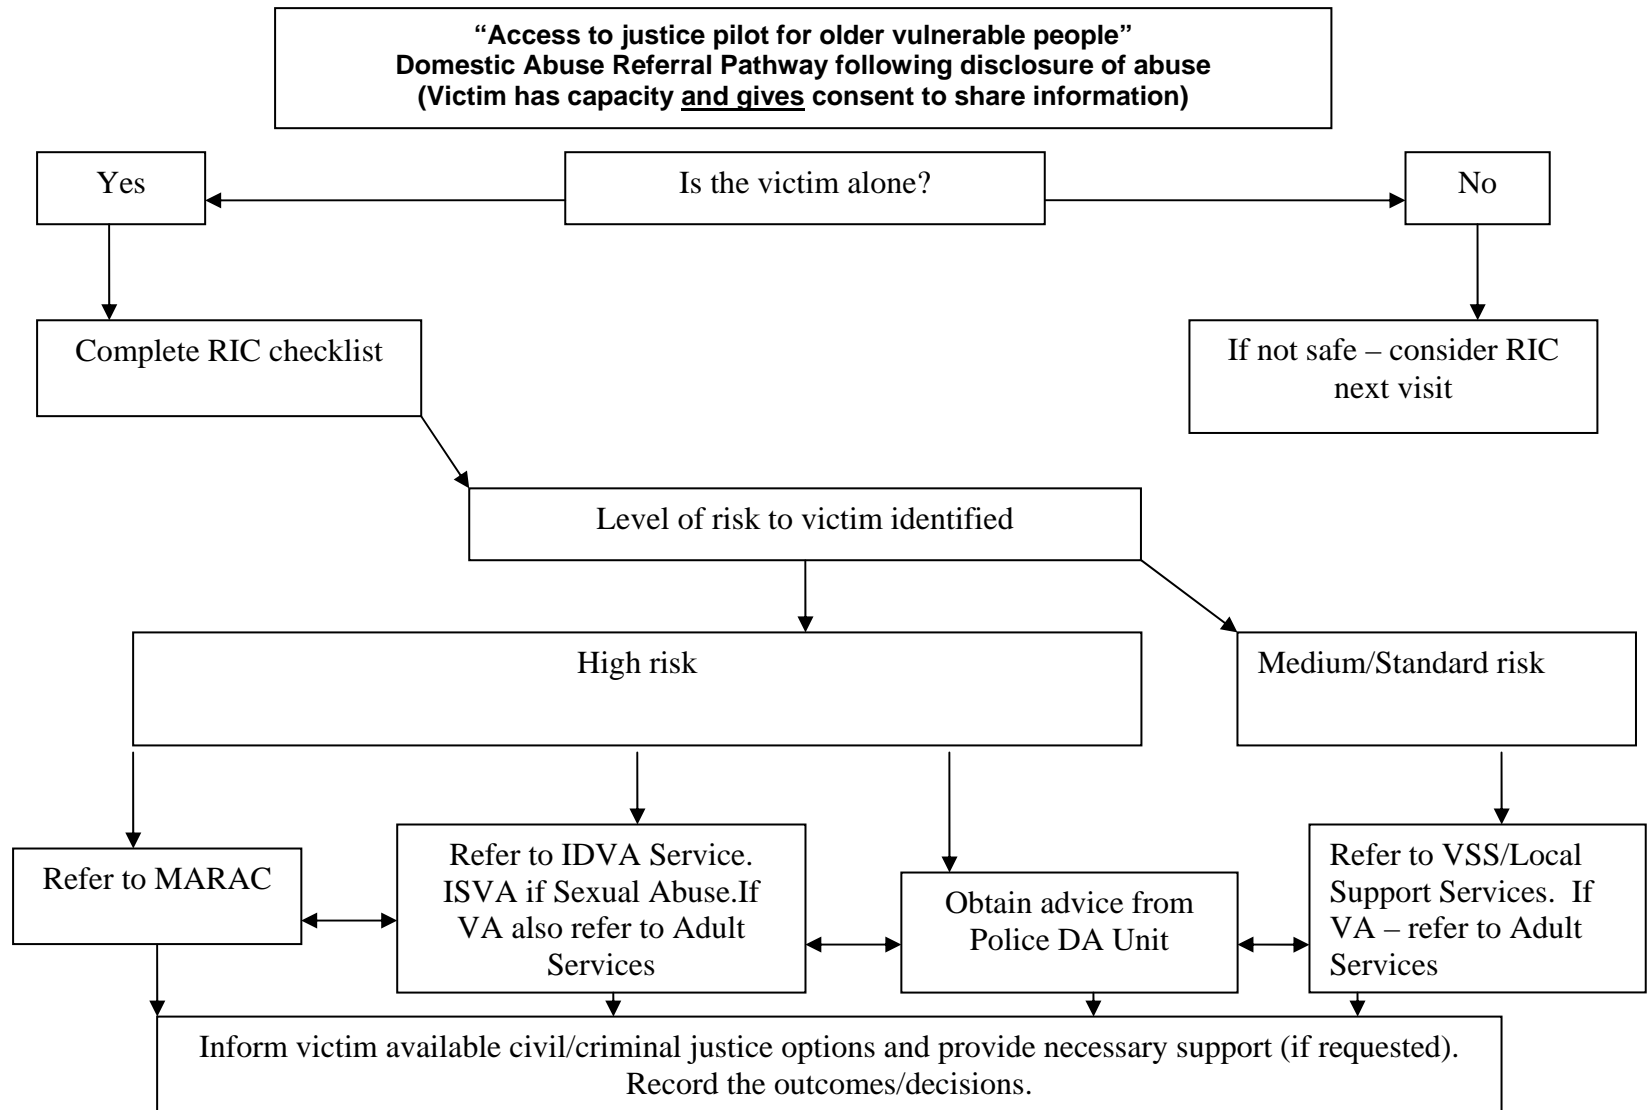 “Access to justice pilot for older vulnerable people”
Domestic Abuse Referral Pathway following disclosure of abuse
(Victim has capacity and gives consent to share information)
Yes
Is the victim alone?
No
Complete RIC checklist
If not safe – consider RIC
next visit
Level of risk to victim identified
High risk
Medium/Standard risk
Refer to MARAC
Refer to IDVA Service.
ISVA if Sexual Abuse.If
VA also refer to Adult
Services
Obtain advice from
Police DA Unit
Refer to VSS/Local
Support Services.  If
VA – refer to Adult
Services
Inform victim available civil/criminal justice options and provide necessary support (if requested).
Record the outcomes/decisions.